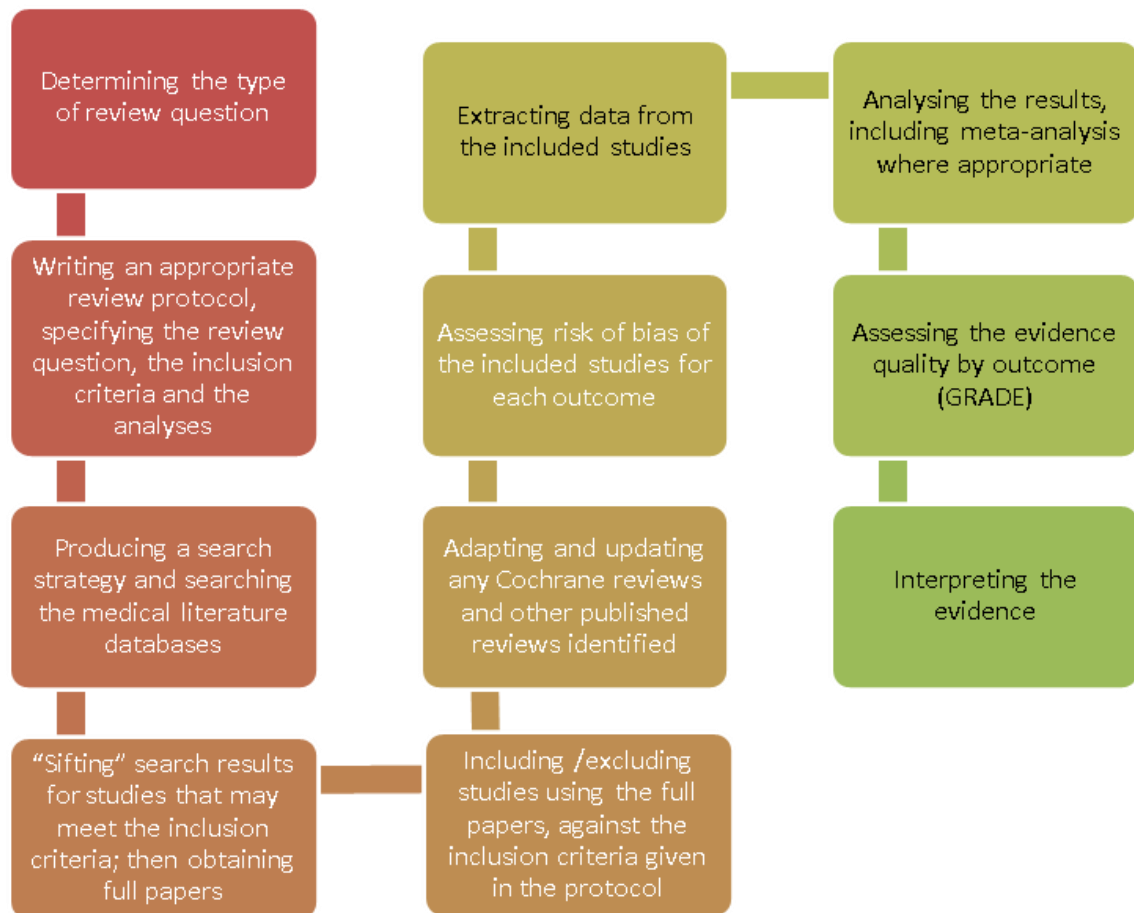 Determining the type
of review question
Writing an appropriate
review protocol,
specifying the review
question, the inclusion
criteria and the
analyses
Producing a search
strategy and searching
the medical literature
databases
“Sifting” search results
for studies that may
meet the inclusion
criteria; then obtaining
full papers
Including /excluding
studies using the full
papers, against the
inclusion criteria given
in the protocol
Adapting and updating
any Cochrane reviews
and other published
reviews identified
Assessing risk of bias of
the included studies for
each outcome
Extracting data from
the included studies
Analysing the results,
including meta-analysis
where appropriate
Assessing the evidence
quality by outcome
(GRADE)
Interpreting the
evidence